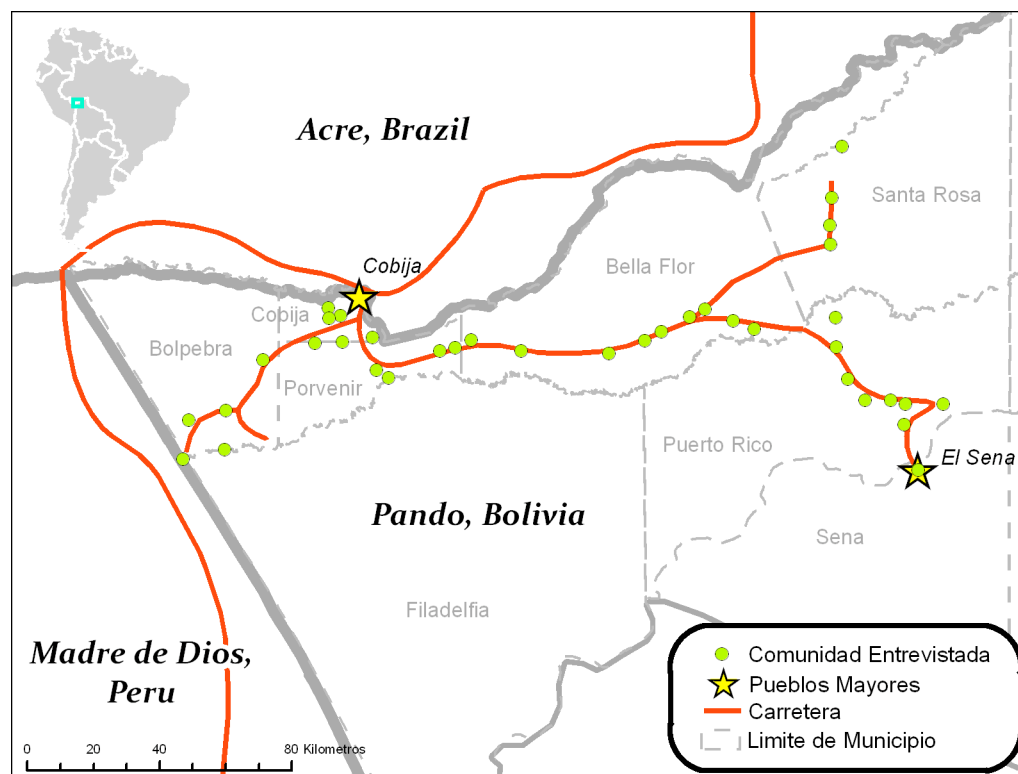 Acre, Brazil
Santa Rosa
Cobija
Bella Flor
Cobija
Bolpebra
Porvenir
Puerto Rico
El Sena
Pando, Bolivia
Sena
Filadelfia
Madre de Dios,
Peru
0 20 40 80 Kilometros
Comunidad Entrevistada
Pueblos Mayores
Carretera
Limite de Municipio